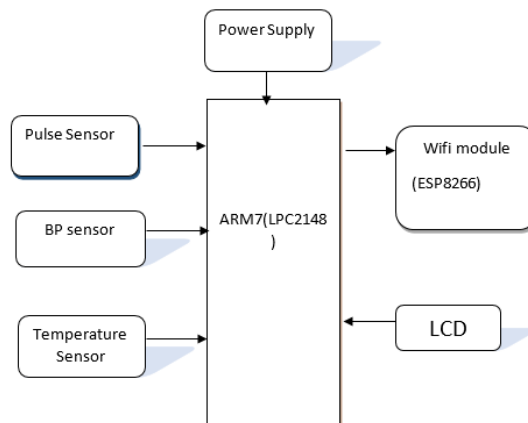 Power Supply
Pulse Sensor
Wifi module
(ESP8266)
ARM7(LPC2148
)
BP sensor
Temperature
Sensor
LCD